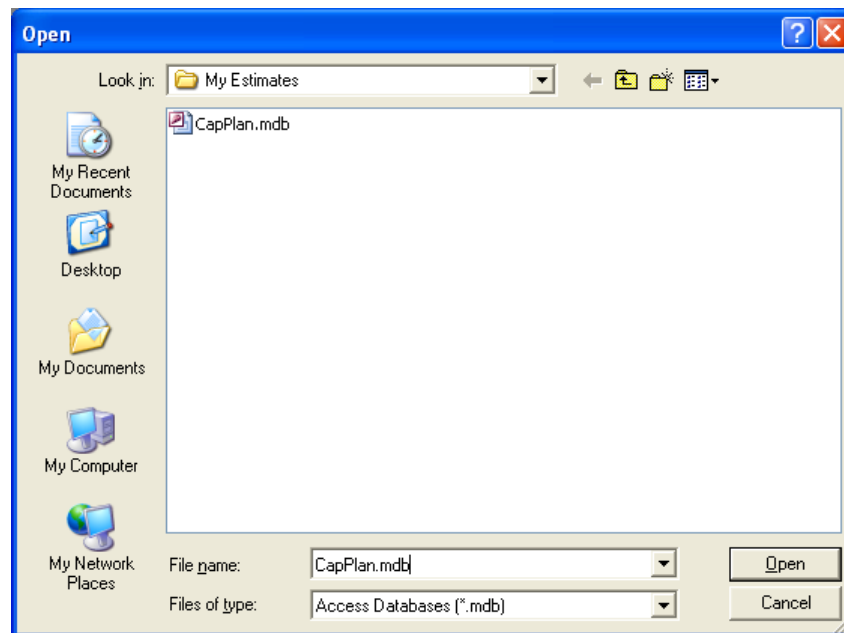 Open
Look in:
My Estimates
CapPlan.mdb
My Recent
Documents
Desktop
My Documents
My Computer
My Network
Places
File name:
CapPlan.mdb
Open
Files of type:
Access Databases (*.mdb)
Cancel